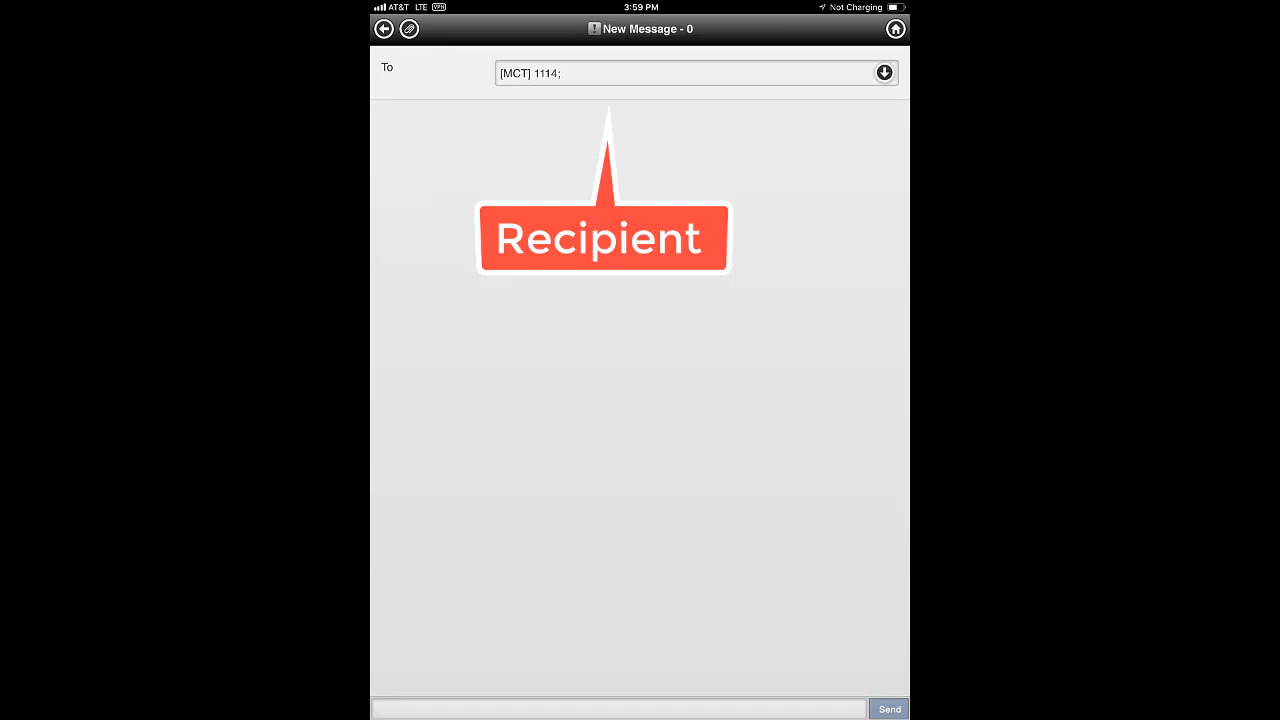 AT&T LTE VPN 3:59 PM Not Charging
! New Message - 0
To [MCT] 1114;
Recipient
Send